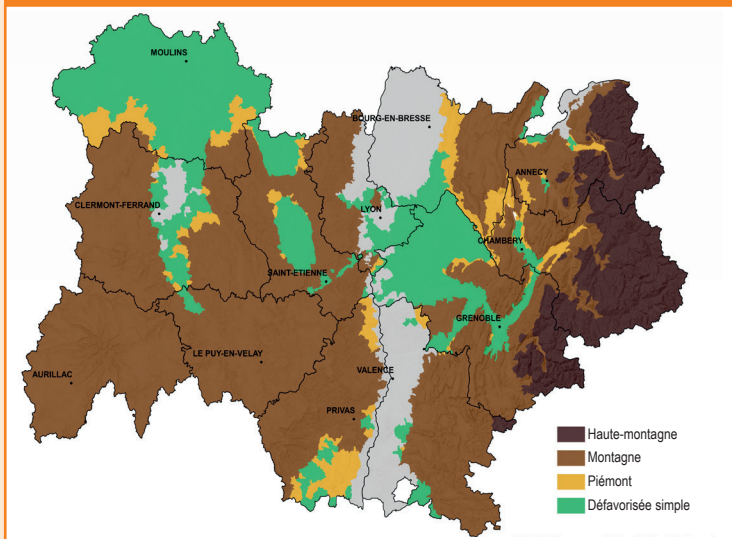 MOULINS
BOURG-EN-BRESSE
ANNECY
CLERMONT-FERRAND
LYON
CHAMBERY
SAINT-ETIENNE
GRENOBLE
LE PUY-EN-VELAY
VALENCE
AURILLAC
PRIVAS
Haute-montagne
Montagne
Piémont
Défavorisée simple